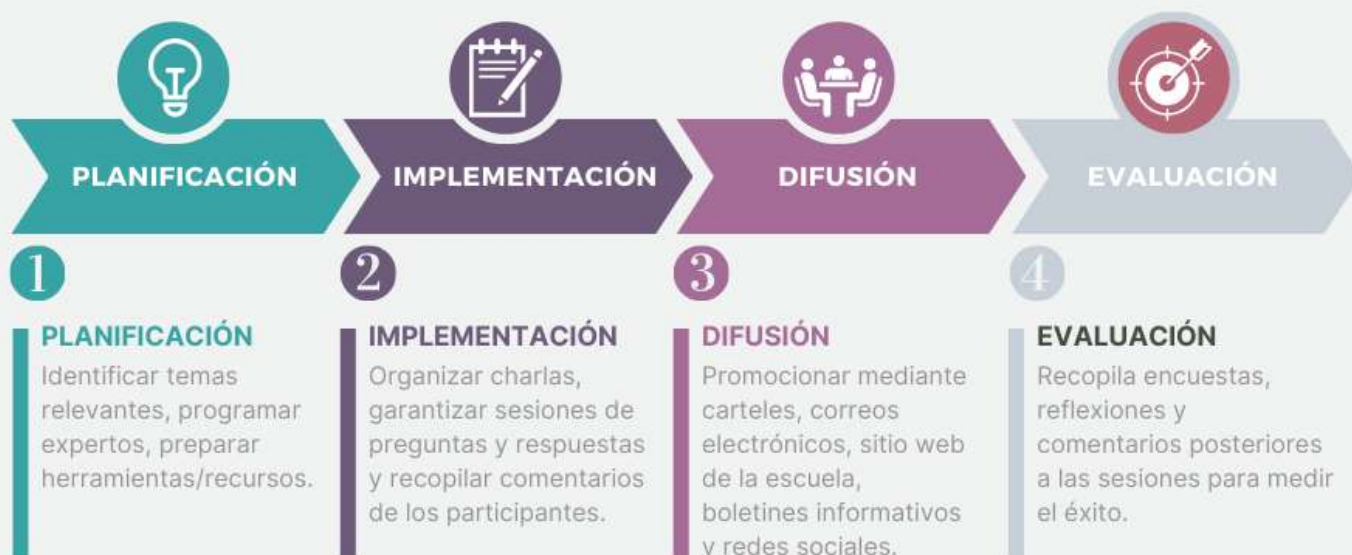 PLANIFICACIÓN
IMPLEMENTACIÓN
DIFUSIÓN
EVALUACIÓN
1
PLANIFICACIÓN
Identificar temas
relevantes, programar
expertos, preparar
herramientas/recursos.
2
IMPLEMENTACIÓN
Organizar charlas,
garantizar sesiones de
preguntas y respuestas
y recopilar comentarios
de los participantes.
3
DIFUSIÓN
Promocionar mediante
carteles, correos
electrónicos, sitio web
de la escuela,
boletines informativos
y redes sociales.
4
EVALUACIÓN
Recopila encuestas,
reflexiones y
comentarios posteriores
a las sesiones para medir
el éxito.